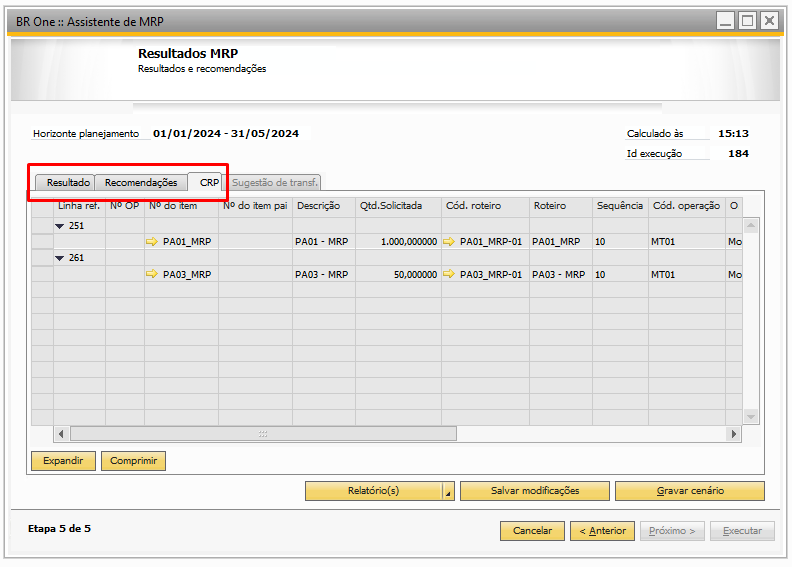 BR One :: Assistente de MRP
Resultados MRP
Resultados e recomendações
Horizonte planejamento 01/01/2024 - 31/05/2024
Calculado às 15:13
Id execução 184
Resultado Recomendações CRP Sugestão de transf.
Linha ref. Nº OP Nº do item Nº do item pai Descrição Qtd.Solicitada Cód. roteiro Roteiro Sequência Cód. operação O
251
PA01_MRP PA01 - MRP 1.000,000000 PA01_MRP-01 PA01_MRP 10 MT01 Mo
261
PA03_MRP PA03 - MRP 50,000000 PA03_MRP-01 PA03 - MRP 10 MT01 Mo
Expandir Comprimir
Relatório(s) Salvar modificações Gravar cenário
Etapa 5 de 5 Cancelar < Anterior Próximo > Executar